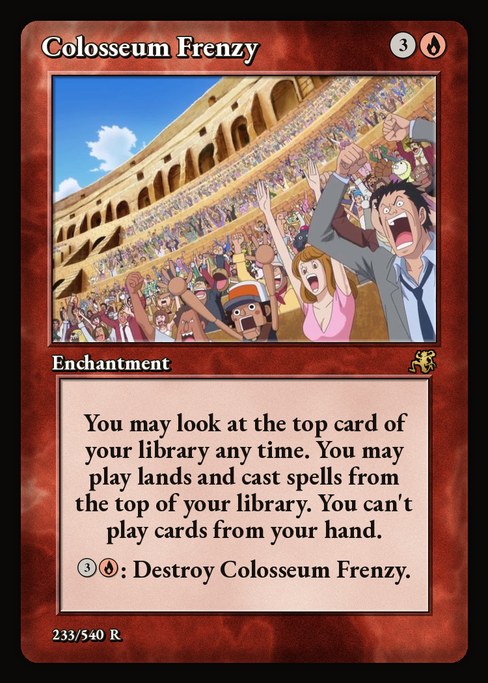 Colosseum Frenzy 3
Enchantment
You may look at the top card of
your library any time. You may
play lands and cast spells from
the top of your library. You can't
play cards from your hand.
3 : Destroy Colosseum Frenzy.
233/540 R